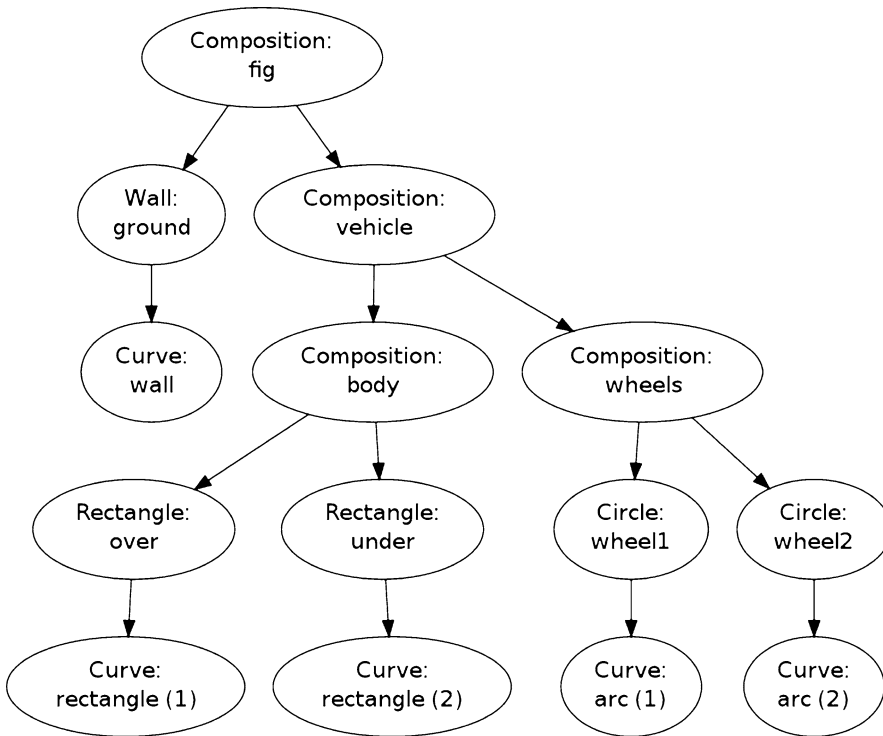 Composition:
fig
Wall:
ground
Composition:
vehicle
Curve:
wall
Composition:
body
Composition:
wheels
Rectangle:
over
Rectangle:
under
Circle:
wheel1
Circle:
wheel2
Curve:
rectangle (1)
Curve:
rectangle (2)
Curve:
arc (1)
Curve:
arc (2)